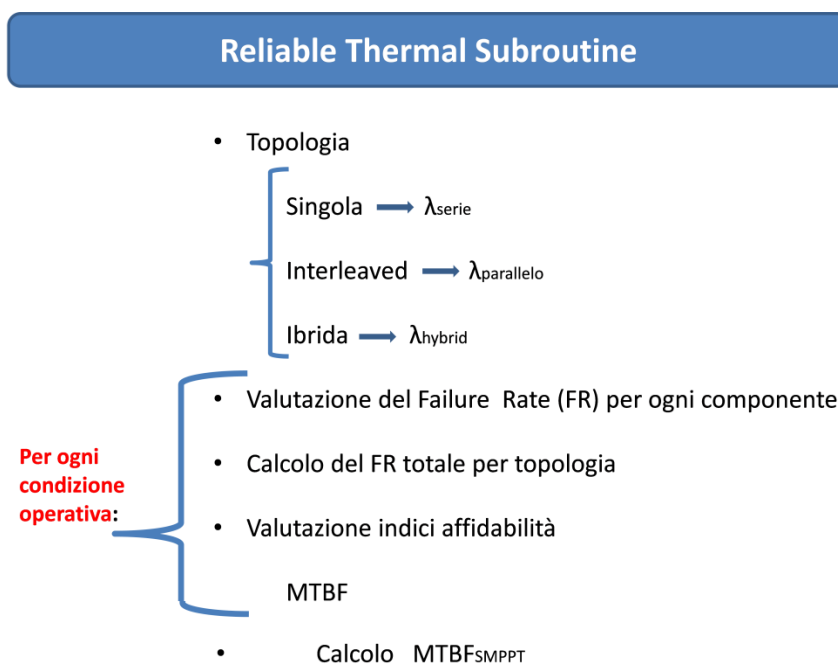 Reliable Thermal Subroutine
• Topologia
Singola → λserie
Interleaved → λparallelo
Ibrida → λhybrid
• Valutazione del Failure Rate (FR) per ogni componente
• Calcolo del FR totale per topologia
• Valutazione indici affidabilità
MTBF
Per ogni
condizione
operativa:
• Calcolo MTBFSMPPT